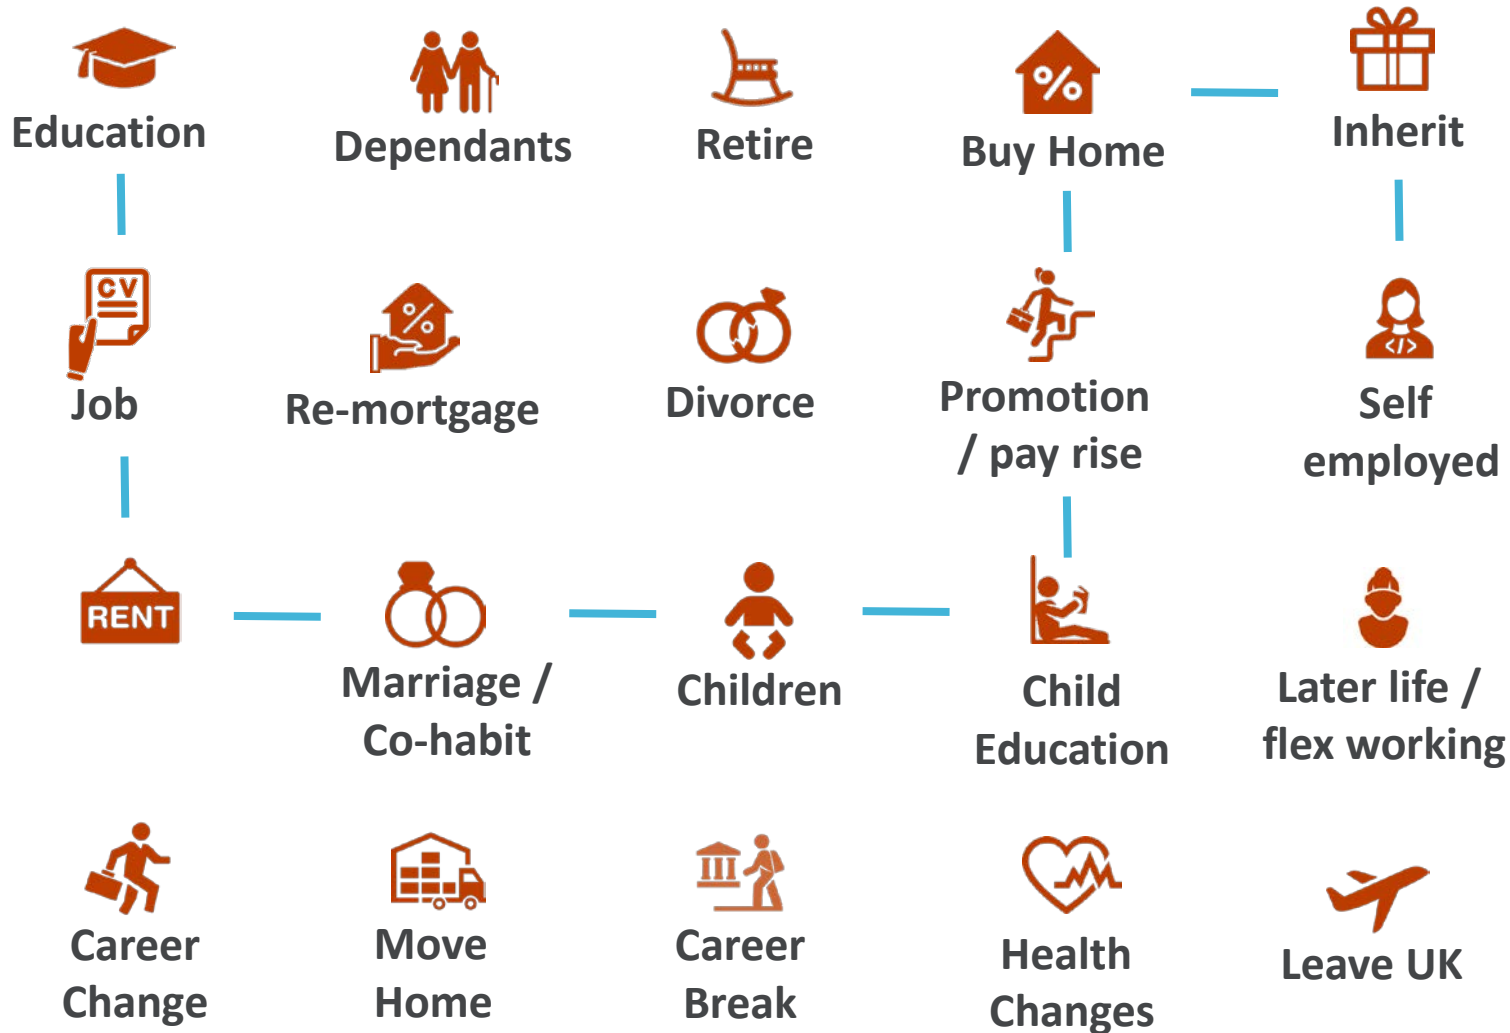 Education
Dependants
Retire
%
Buy Home
Inherit
CV
Job
%
Re-mortgage
Divorce
Promotion
/ pay rise
</>
Self
employed
RENT
Marriage /
Co-habit
Children
Child
Education
Later life /
flex working
Career
Change
Move
Home
Career
Break
Health
Changes
Leave UK